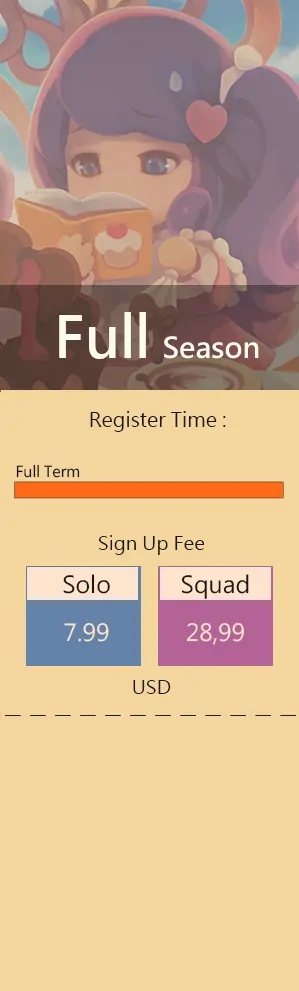 Full Season
Register Time :
Full Term
Sign Up Fee
Solo Squad
7.99 28,99
USD